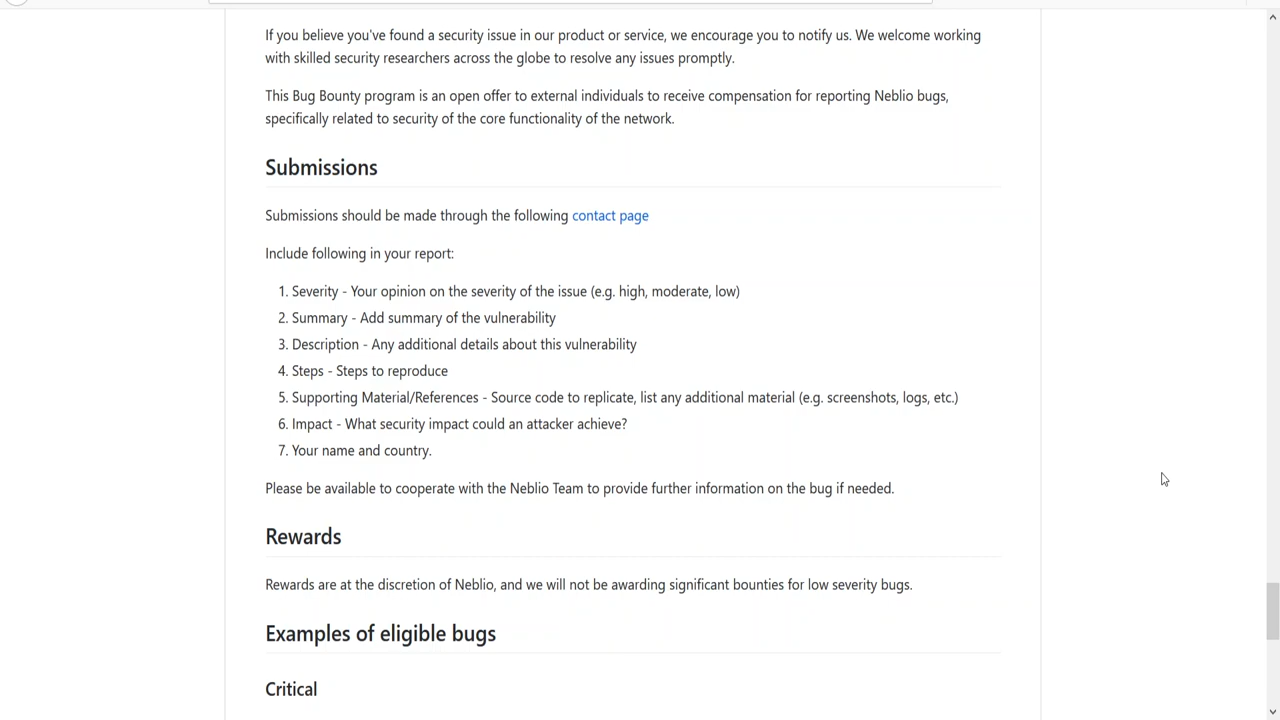 If you believe you've found a security issue in our product or service, we encourage you to notify us. We welcome working
with skilled security researchers across the globe to resolve any issues promptly.
This Bug Bounty program is an open offer to external individuals to receive compensation for reporting Neblio bugs,
specifically related to security of the core functionality of the network.
Submissions
Submissions should be made through the following contact page
Include following in your report:
1. Severity - Your opinion on the severity of the issue (e.g. high, moderate, low)
2. Summary - Add summary of the vulnerability
3. Description - Any additional details about this vulnerability
4. Steps - Steps to reproduce
5. Supporting Material/References - Source code to replicate, list any additional material (e.g. screenshots, logs, etc.)
6. Impact - What security impact could an attacker achieve?
7. Your name and country.
Please be available to cooperate with the Neblio Team to provide further information on the bug if needed.
Rewards
Rewards are at the discretion of Neblio, and we will not be awarding significant bounties for low severity bugs.
Examples of eligible bugs
Critical